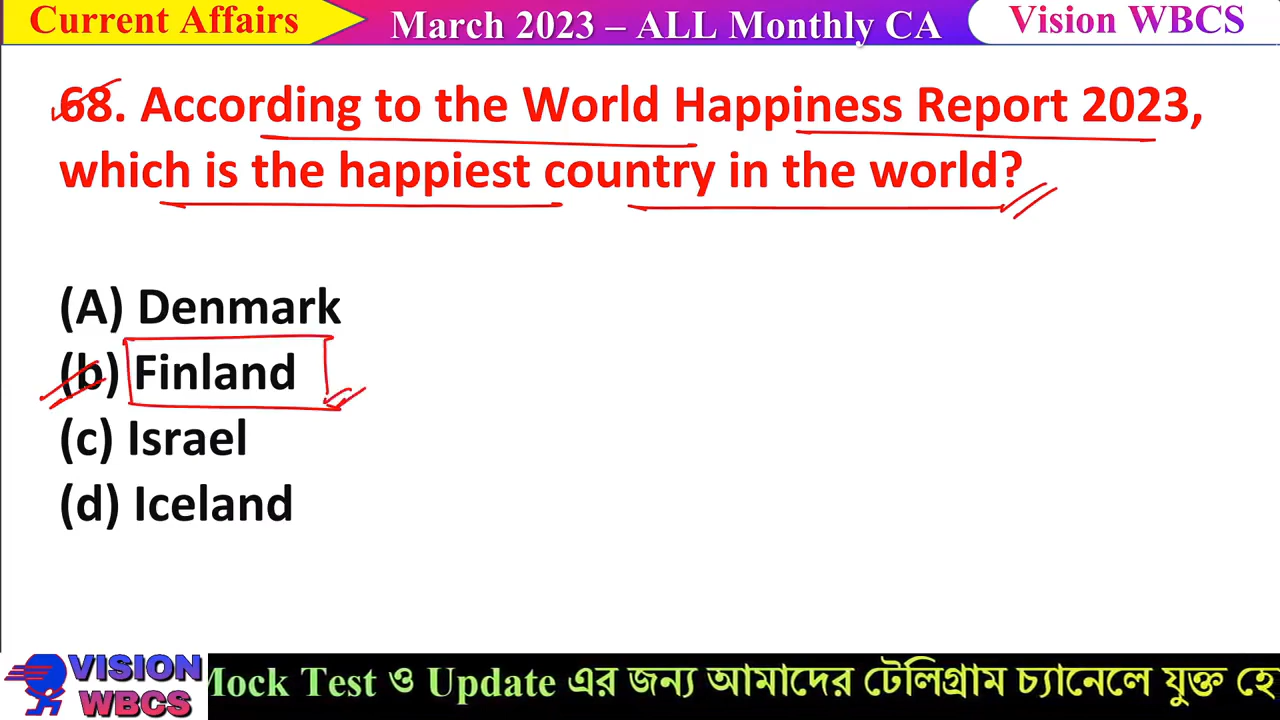 Current Affairs
March 2023 – ALL Monthly CA
Vision WBCS
68. According to the World Happiness Report 2023,
which is the happiest country in the world?
(A) Denmark
(b) Finland
(c) Israel
(d) Iceland
VISION
WBCS
Mock Test ও Update এর জন্য আমাদের টেলিগ্রাম চ্যানেলে যুক্ত হে